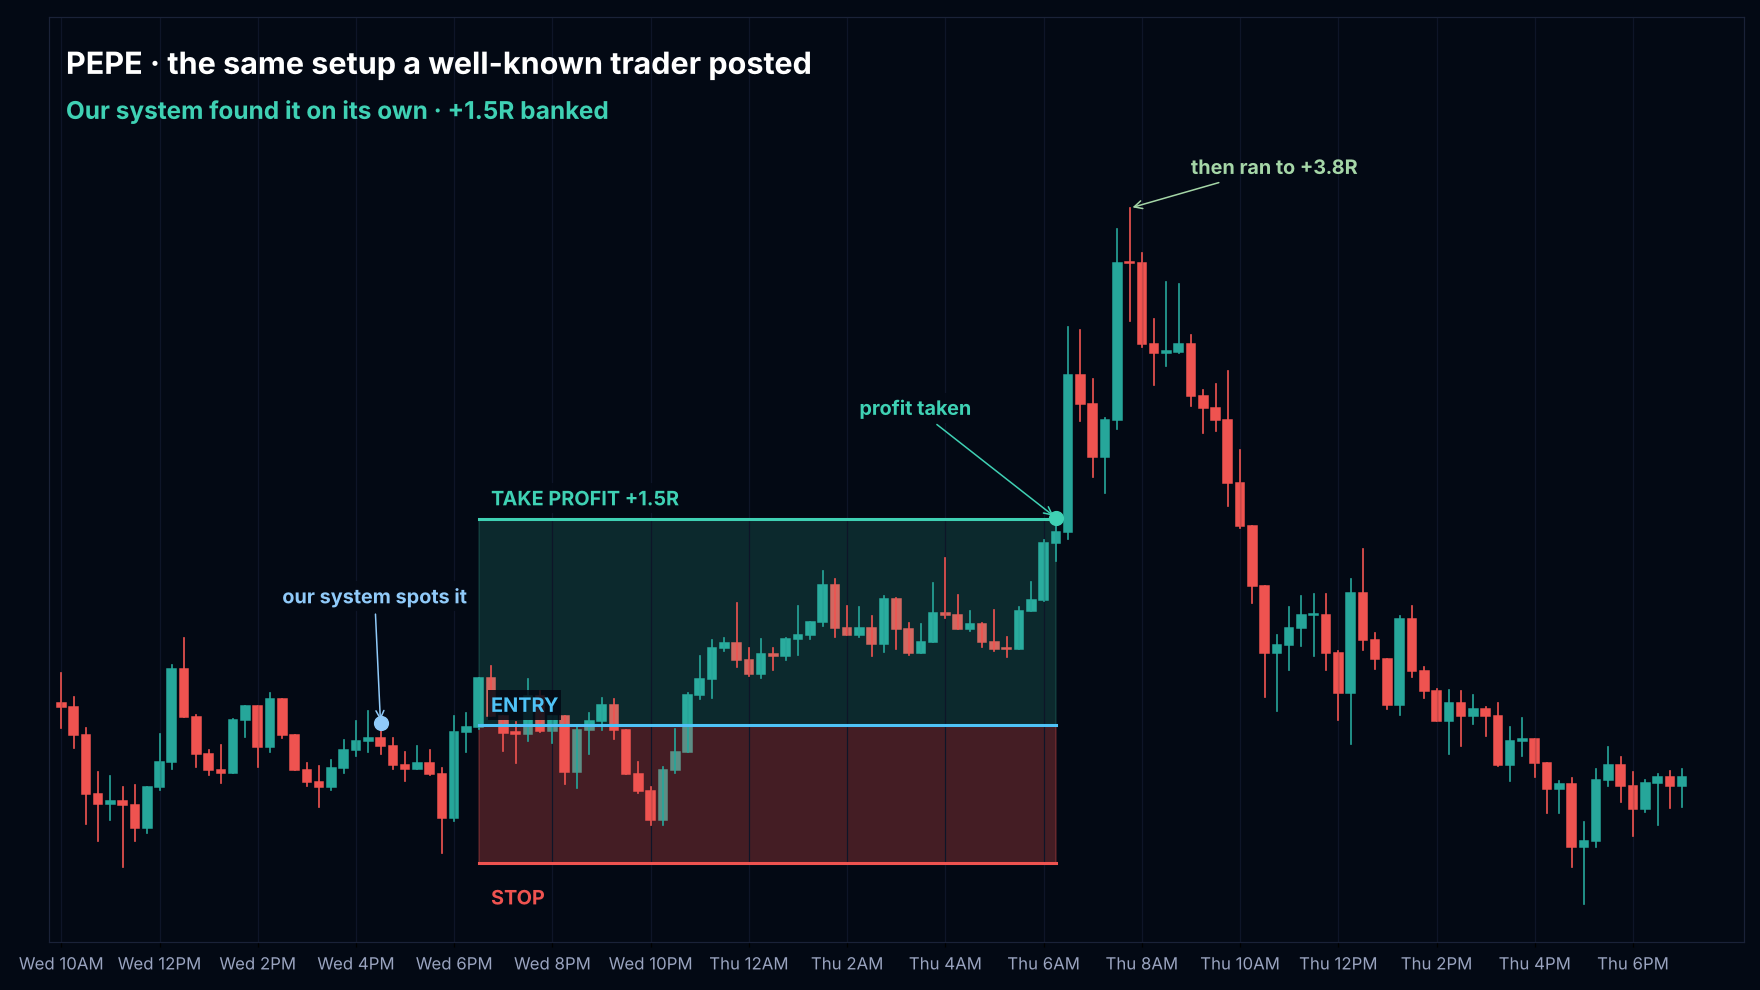 PEPE · the same setup a well-known trader posted
Our system found it on its own · +1.5R banked
then ran to +3.8R
profit taken
TAKE PROFIT +1.5R
our system spots it
ENTRY
STOP
Wed 10AM Wed 12PM Wed 2PM Wed 4PM Wed 6PM Wed 8PM Wed 10PM Thu 12AM Thu 2AM Thu 4AM Thu 6AM Thu 8AM Thu 10AM Thu 12PM Thu 2PM Thu 4PM Thu 6PM